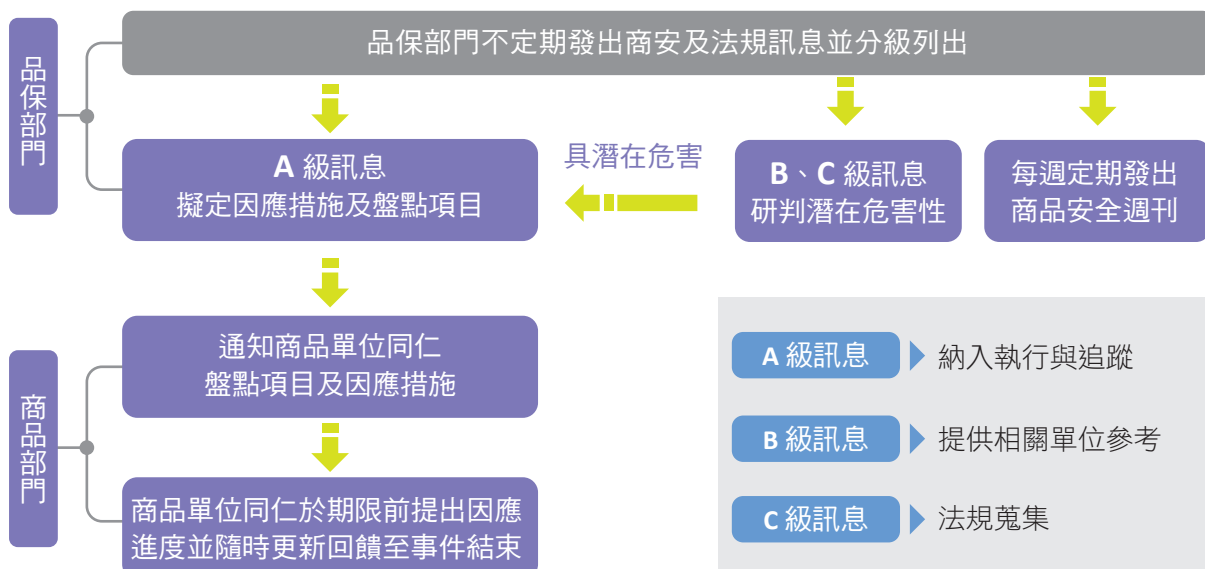 品保部門
品保部門不定期發出商安及法規訊息並分級列出
A 級訊息
擬定因應措施及盤點項目
具潛在危害
B、C 級訊息
研判潛在危害性
每週定期發出
商品安全週刊
商品部門
通知商品單位同仁
盤點項目及因應措施
商品單位同仁於期限前提出因應
進度並隨時更新回饋至事件結束
A 級訊息
納入執行與追蹤
B 級訊息
提供相關單位參考
C 級訊息
法規蒐集